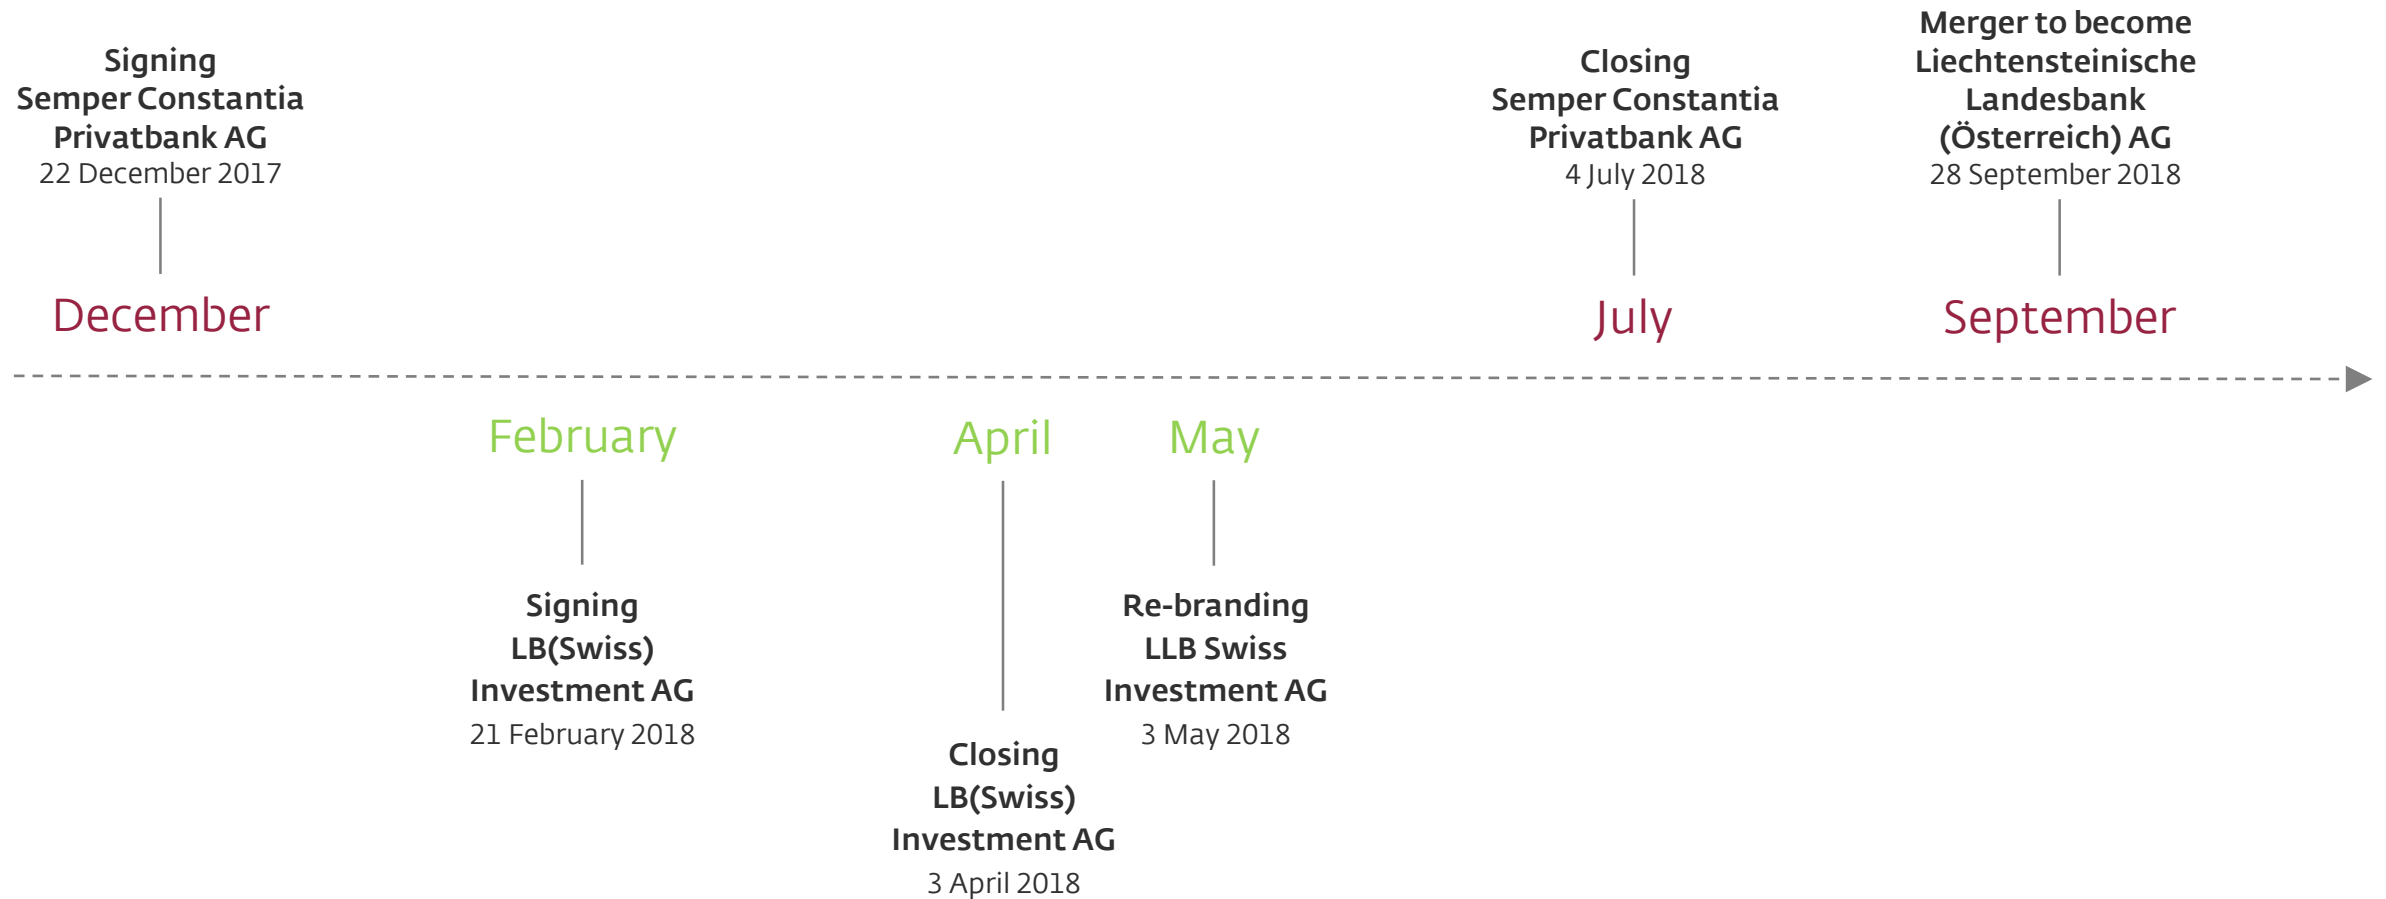 Signing
Semper Constantia
Privatbank AG
22 December 2017
December
Closing
Semper Constantia
Privatbank AG
4 July 2018
July
Merger to become
Liechtensteinische
Landesbank
(Österreich) AG
28 September 2018
September
February
Signing
LB(Swiss)
Investment AG
21 February 2018
April
Closing
LB(Swiss)
Investment AG
3 April 2018
May
Re-branding
LLB Swiss
Investment AG
3 May 2018